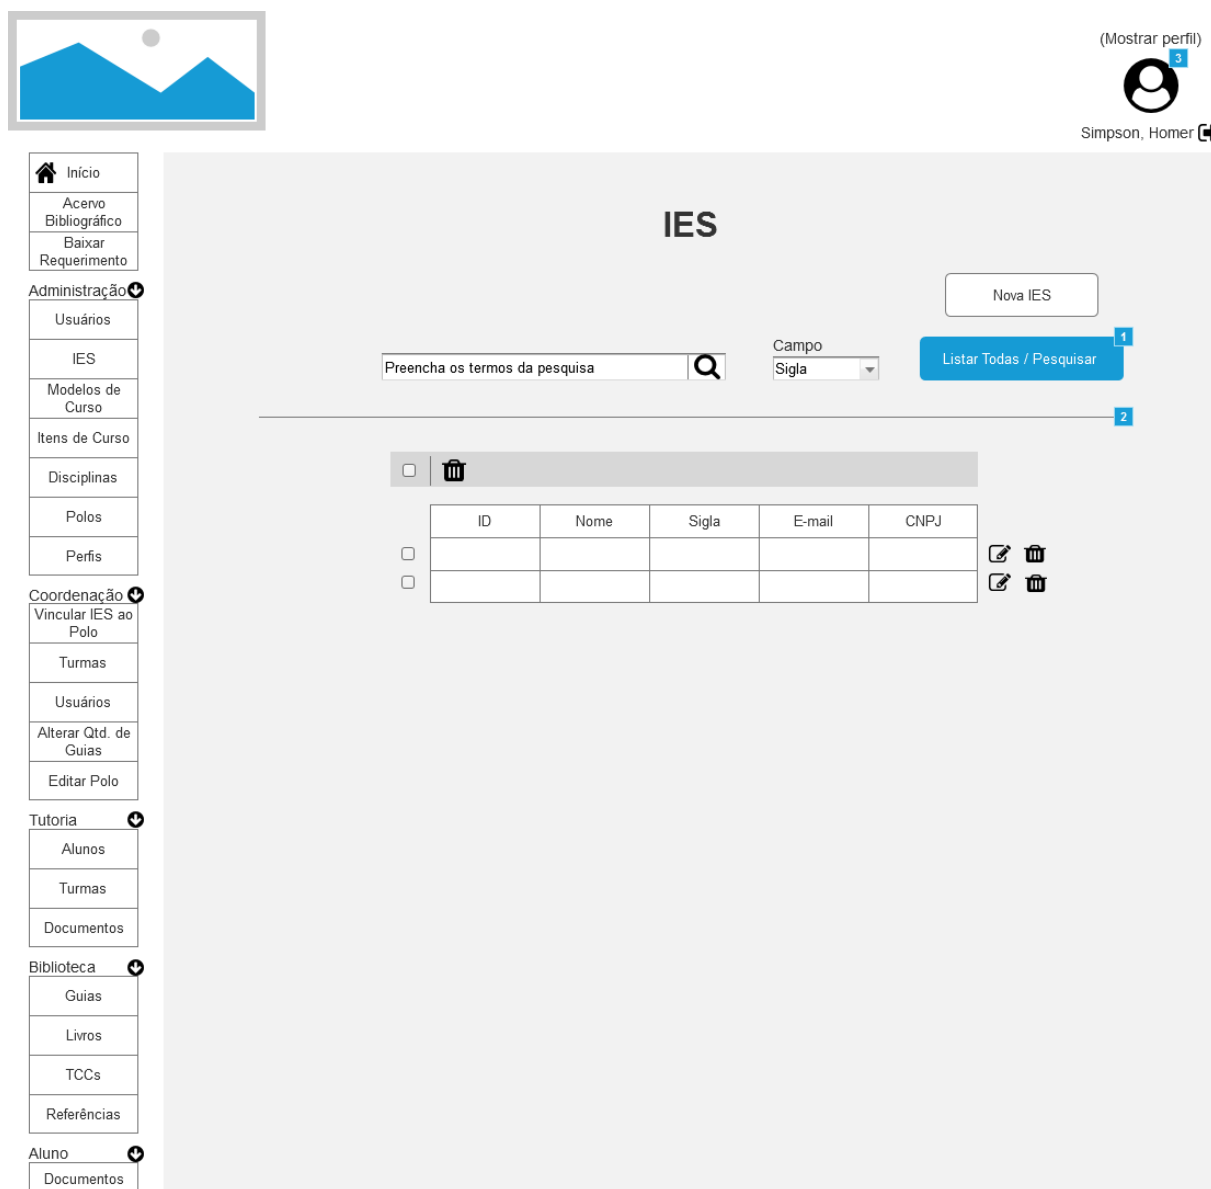 (Mostrar perfil)
3
Simpson, Homer
Início
Acervo
Bibliográfico
Baixar
Requerimento
Administração
Usuários
IES
Modelos de
Curso
Itens de Curso
Disciplinas
Polos
Perfis
Coordenação
Vincular IES ao
Polo
Turmas
Usuários
Alterar Qtd. de
Guias
Editar Polo
Tutoria
Alunos
Turmas
Documentos
Biblioteca
Guias
Livros
TCCs
Referências
Aluno
Documentos
IES
Nova IES
Preencha os termos da pesquisa
Campo
Sigla
Listar Todas / Pesquisar
1
2
ID Nome Sigla E-mail CNPJ